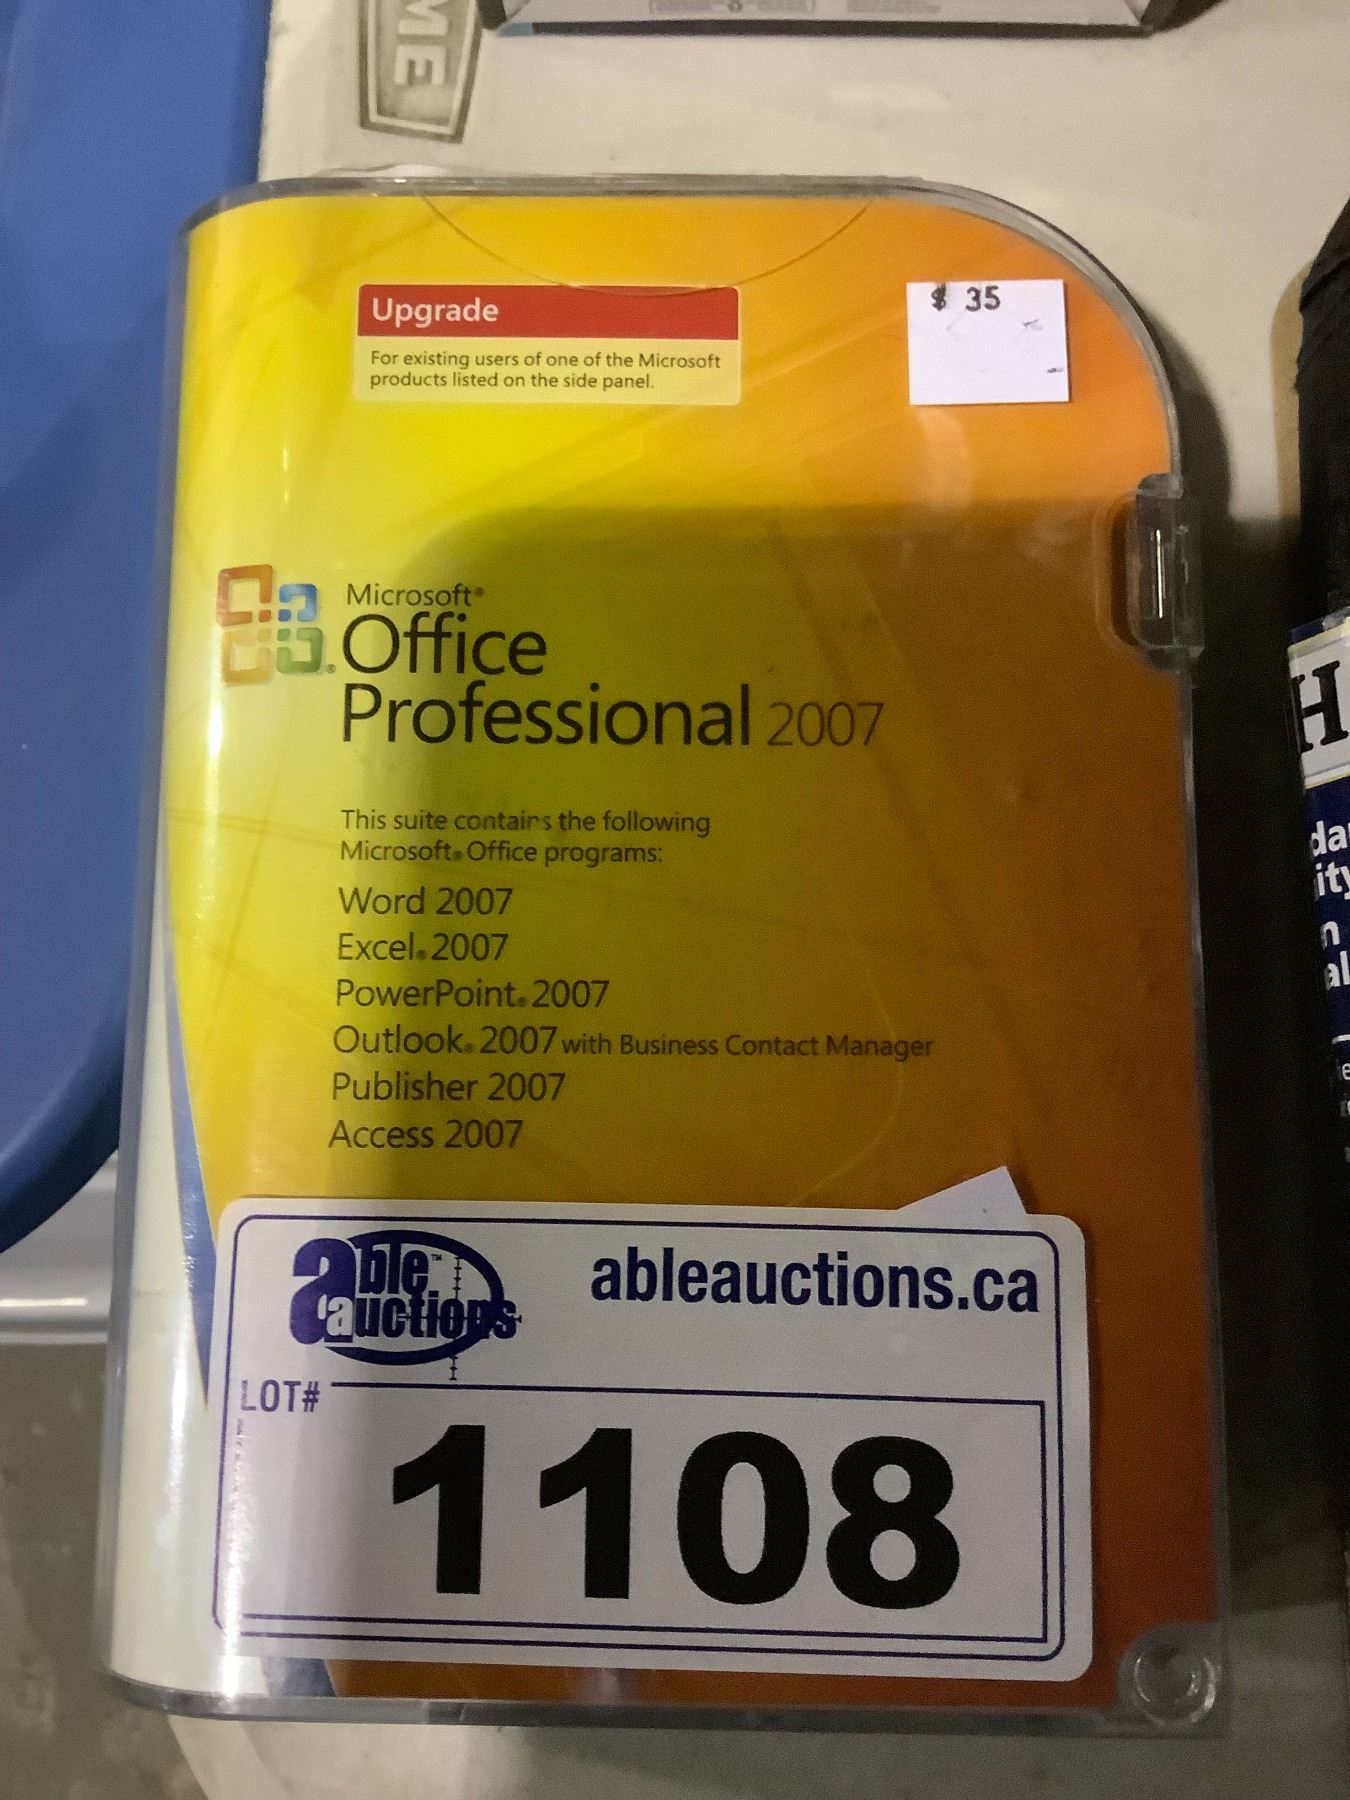 ME
Upgrade
For existing users of one of the Microsoft
products listed on the side panel.
$ 35
Microsoft®
Office
Professional 2007
This suite contains the following
Microsoft® Office programs:
Word 2007
Excel® 2007
PowerPoint® 2007
Outlook® 2007 with Business Contact Manager
Publisher 2007
Access 2007
able™
auctions
ableauctions.ca
LOT#
1108
H